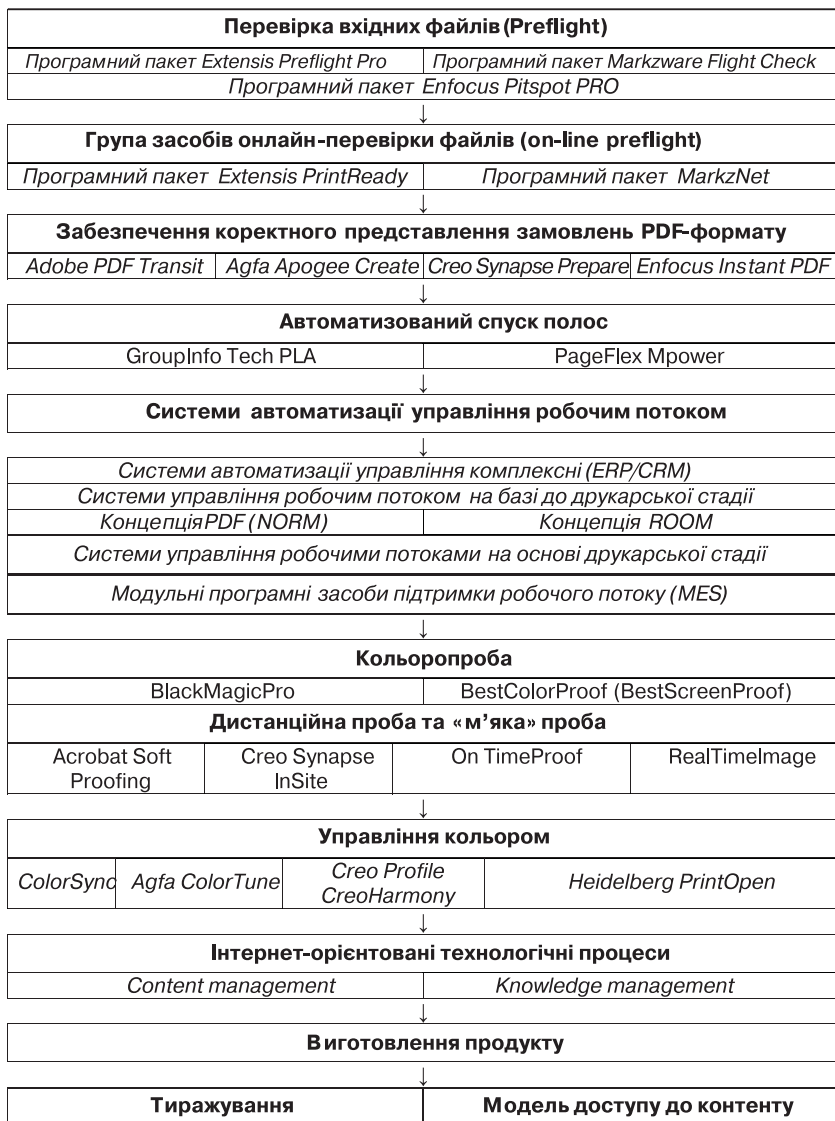 Перевірка вхідних файлів (Preflight)
Програмний пакет Extensis Preflight Pro
Програмний пакет Markzware Flight Check
Програмний пакет Enfocus Pitspot PRO
↓
Група засобів онлайн-перевірки файлів (on-line preflight)
Програмний пакет Extensis PrintReady
Програмний пакет MarkzNet
↓
Забезпечення коректного представлення замовлень PDF-формату
Adobe PDF Transit
Agfa Apogee Create
Creo Synapse Prepare
Enfocus Instant PDF
↓
Автоматизований спуск полос
GroupInfo Tech PLA
PageFlex Mpower
↓
Системи автоматизації управління робочим потоком
↓
Системи автоматизації управління комплексні (ERP/CRM)
Системи управління робочим потоком на базі до друкарської стадії
Концепція PDF (NORM)
Концепція ROOM
Системи управління робочими потоками на основі друкарської стадії
Модульні програмні засоби підтримки робочого потоку (MES)
↓
Кольоропроба
BlackMagicPro
BestColorProof (BestScreenProof)
Дистанційна проба та «м’яка» проба
Acrobat Soft
Proofing
Creo Synapse
InSite
On TimeProof
RealTimeImage
↓
Управління кольором
ColorSync
Agfa ColorTune
Creo Profile
CreoHarmony
Heidelberg PrintOpen
↓
Інтернет-орієнтовані технологічні процеси
Content management
Knowledge management
↓
Виготовлення продукту
↓
Тиражування
Модель доступу до контенту